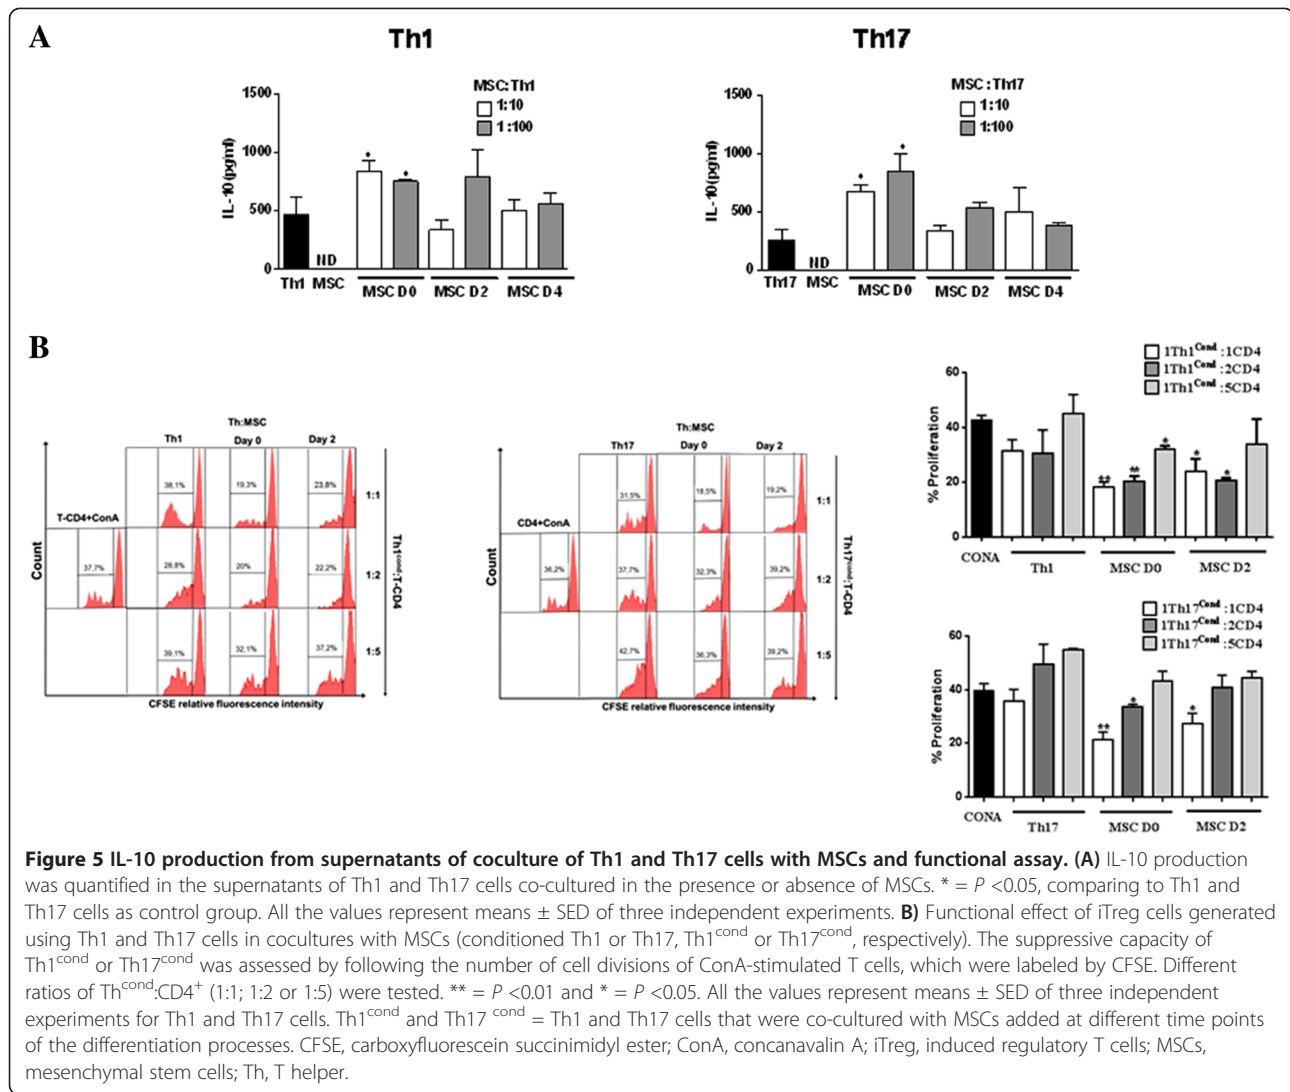 A
Th1
Th17
MSC:Th1
1:10
1:100
IL-10(pg/ml)
1500
1000
500
0
ND
Th1 MSC
MSC D0
MSC D2
MSC D4
MSC:Th17
1:10
1:100
IL-10(pg/ml)
1500
1000
500
0
ND
Th17 MSC
MSC D0
MSC D2
MSC D4
B
Th:MSC
Th1
Day 0
Day 2
38,1%
19,3%
23,8%
1:1
T-CD4+ConA
37,7%
28,8%
20%
22,2%
1:2
39,1%
32,1%
37,2%
1:5
Count
Th1cond:T-CD4
CFSE relative fluorescence intensity
Th:MSC
Th17
Day 0
Day 2
31,5%
18,5%
19,2%
1:1
CD4+ConA
36,2%
37,7%
32,3%
39,2%
1:2
42,7%
36,3%
39,2%
1:5
Count
Th17cond:T-CD4
CFSE relative fluorescence intensity
1Th1Cond :1CD4
1Th1Cond :2CD4
1Th1Cond :5CD4
% Proliferation
60
40
20
0
**
**
*
*
*
CONA
Th1
MSC D0
MSC D2
1Th17Cond :1CD4
1Th17Cond :2CD4
1Th17Cond :5CD4
% Proliferation
60
40
20
0
**
*
*
CONA
Th17
MSC D0
MSC D2
Figure 5 IL-10 production from supernatants of coculture of Th1 and Th17 cells with MSCs and functional assay. (A) IL-10 production
was quantified in the supernatants of Th1 and Th17 cells co-cultured in the presence or absence of MSCs. * = P <0.05, comparing to Th1 and
Th17 cells as control group. All the values represent means ± SED of three independent experiments. B) Functional effect of iTreg cells generated
using Th1 and Th17 cells in cocultures with MSCs (conditioned Th1 or Th17, Th1cond or Th17cond, respectively). The suppressive capacity of
Th1cond or Th17cond was assessed by following the number of cell divisions of ConA-stimulated T cells, which were labeled by CFSE. Different
ratios of Thcond:CD4+ (1:1; 1:2 or 1:5) were tested. ** = P <0.01 and * = P <0.05. All the values represent means ± SED of three independent
experiments for Th1 and Th17 cells. Th1cond and Th17 cond = Th1 and Th17 cells that were co-cultured with MSCs added at different time points
of the differentiation processes. CFSE, carboxyfluorescein succinimidyl ester; ConA, concanavalin A; iTreg, induced regulatory T cells; MSCs,
mesenchymal stem cells; Th, T helper.